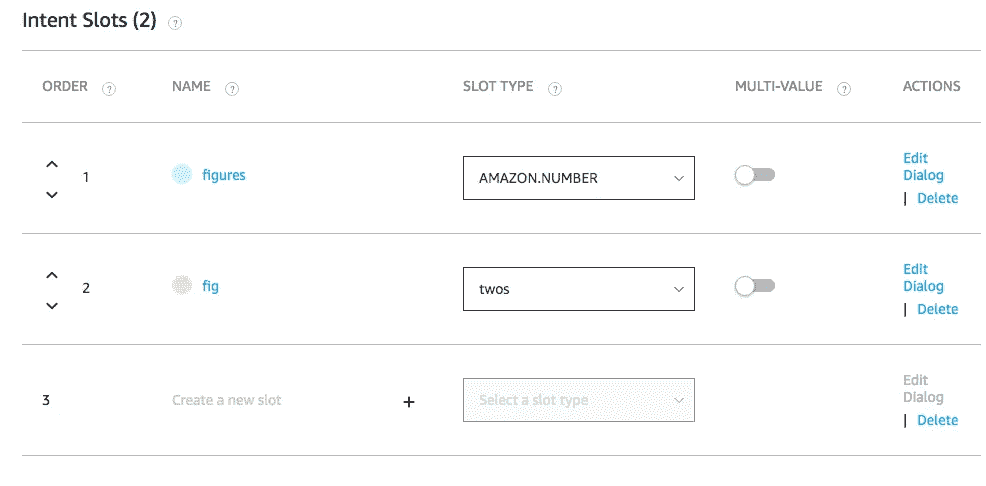 Intent Slots (2) ?
ORDER ? NAME ? SLOT TYPE ? MULTI-VALUE ? ACTIONS
1 figures AMAZON.NUMBER Edit
Dialog
| Delete
2 fig twos Edit
Dialog
| Delete
3 Create a new slot + Select a slot type Edit
Dialog
| Delete